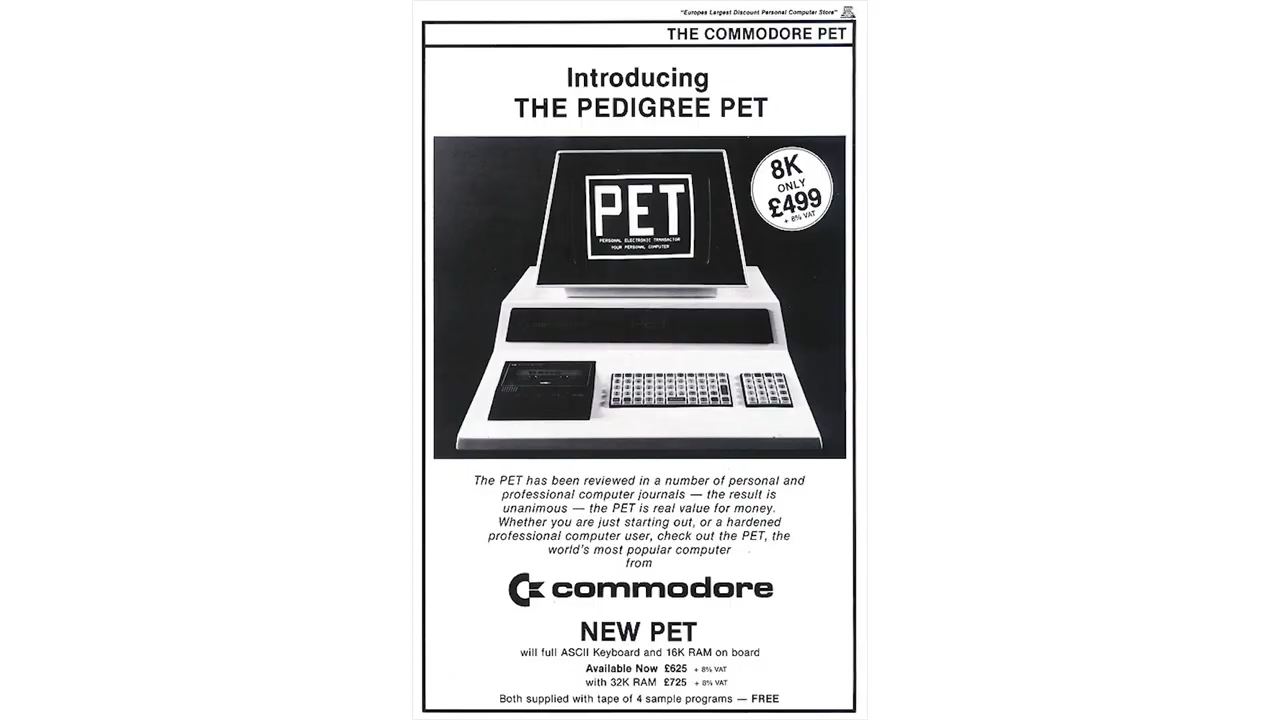 "Europes Largest Discount Personal Computer Store"
THE COMMODORE PET
Introducing
THE PEDIGREE PET
8K
ONLY
£499
+ 8% VAT
PET
PERSONAL ELECTRONIC TRANSACTOR
YOUR PERSONAL COMPUTER
The PET has been reviewed in a number of personal and
professional computer journals — the result is
unanimous — the PET is real value for money.
Whether you are just starting out, or a hardened
professional computer user, check out the PET, the
world's most popular computer
from
commodore
NEW PET
will full ASCII Keyboard and 16K RAM on board
Available Now £625 + 8% VAT
with 32K RAM £725 + 8% VAT
Both supplied with tape of 4 sample programs — FREE